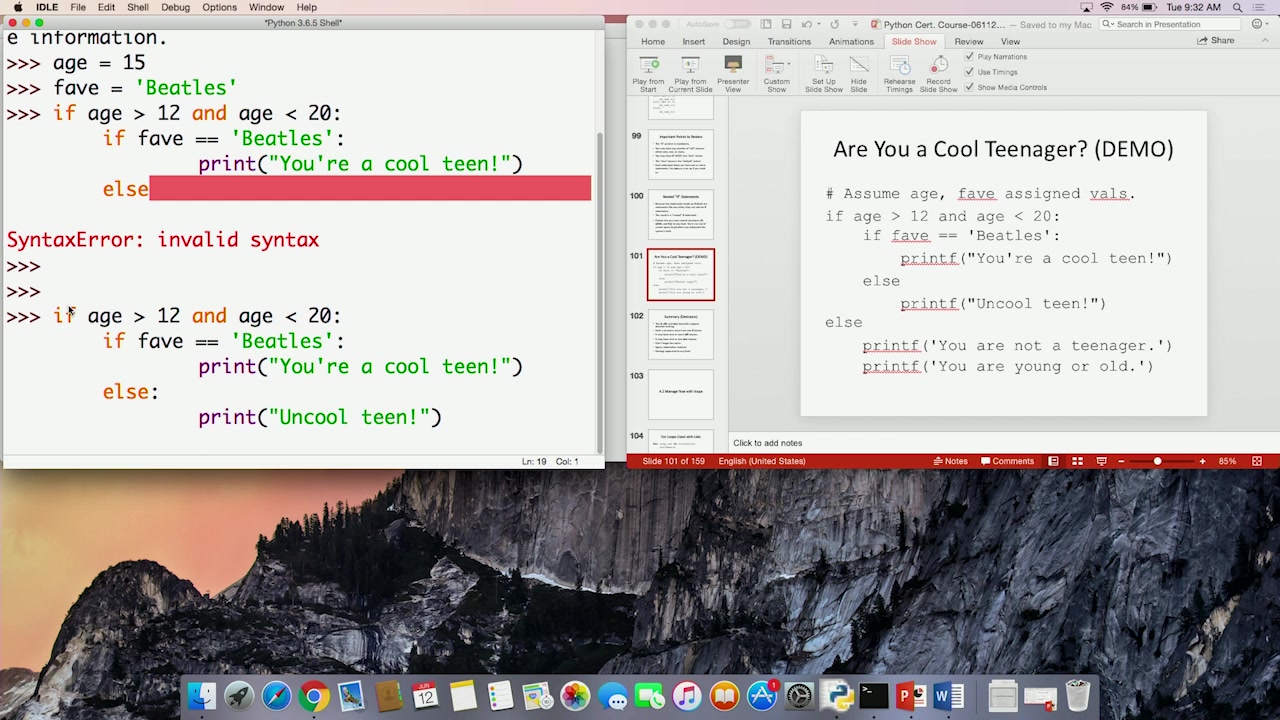 IDLE File Edit Shell Debug Options Window Help
84% Tue 9:32 AM
*Python 3.6.5 Shell*
e information.
>>> age = 15
>>> fave = 'Beatles'
>>> if age > 12 and age < 20:
if fave == 'Beatles':
print("You're a cool teen!")
else
SyntaxError: invalid syntax
>>>
>>>
>>> if age > 12 and age < 20:
if fave == 'Beatles':
print("You're a cool teen!")
else:
print("Uncool teen!")
Ln: 19 Col: 1
AutoSave
Python Cert. Course-06112... — Saved to my Mac
Search in Presentation
Home Insert Design Transitions Animations Slide Show Review View
Share
Play from Start
Play from Current Slide
Presenter View
Custom Show
Set Up Slide Show
Hide Slide
Rehearse Timings
Record Slide Show
Play Narrations
Use Timings
Show Media Controls
99
Important Points to Review
100
Nested "if" Statements
101
Are You a Cool Teenager? (DEMO)
102
Summary (Decisions)
103
4.2 Manage flow with loops
104
For Loops Used with Lists
Are You a Cool Teenager? (DEMO)
# Assume age, fave assigned vals.
if age > 12 and age < 20:
if fave == 'Beatles':
printf("You're a cool teen!")
else
printf("Uncool teen!")
else
printf('You are not a teenager.')
printf('You are young or old.')
Click to add notes
Slide 101 of 159 English (United States)
Notes Comments
85%
JUN
12
1